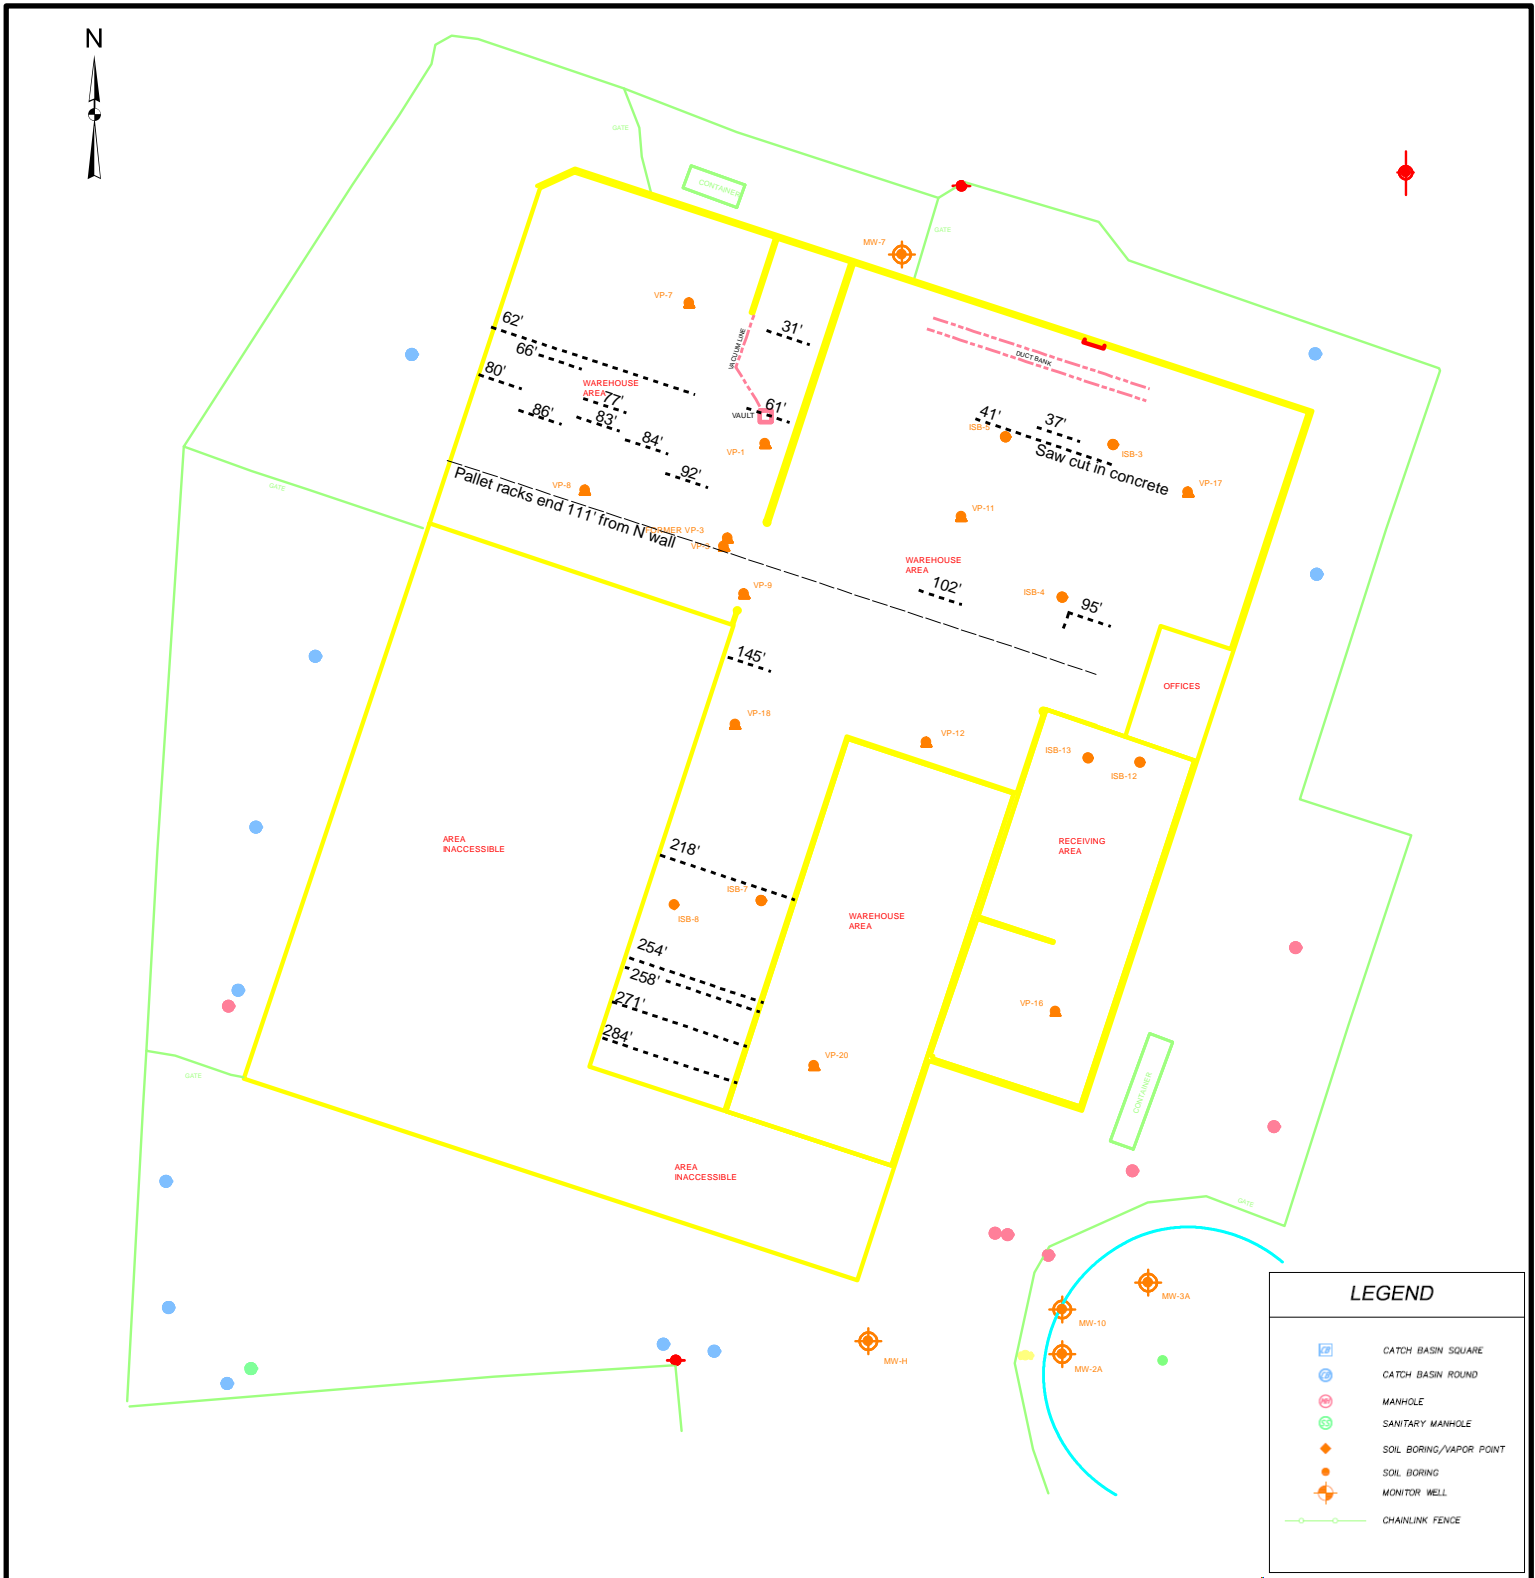 N
GATE
CONTAINER
MW-7
GATE
VP-7
62'
66'
31'
VACUUM LINE
DUCT BANK
80'
WAREHOUSE
AREA
77'
86'
83'
61'
VAULT
84'
VP-1
41'
37'
ISB-5
ISB-3
Saw cut in concrete
92'
VP-8
GATE
Pallet racks end 111' from N wall
VP-17
VP-11
FORMER VP-3
VP-3
WAREHOUSE
AREA
VP-9
102'
ISB-4
95'
145'
OFFICES
VP-18
VP-12
ISB-13
ISB-12
AREA
INACCESSIBLE
218'
RECEIVING
AREA
ISB-7
ISB-8
WAREHOUSE
AREA
254'
258'
271'
284'
VP-16
VP-20
GATE
CONTAINER
AREA
INACCESSIBLE
GATE
MW-3A
MW-10
MW-H
MW-2A
LEGEND
CATCH BASIN SQUARE
CATCH BASIN ROUND
MANHOLE
SANITARY MANHOLE
SOIL BORING/VAPOR POINT
SOIL BORING
MONITOR WELL
CHAINLINK FENCE